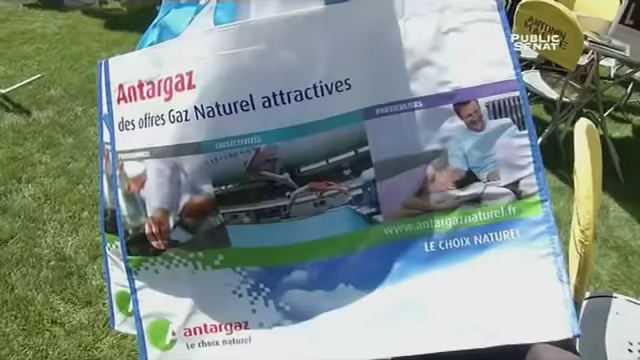 PUBLIC
SENAT
Antargaz
des offres Gaz Naturel attractives
COLLECTIVITÉS
PARTICULIERS
www.antargaznaturel.fr
LE CHOIX NATUREL
antargaz
Le choix naturel